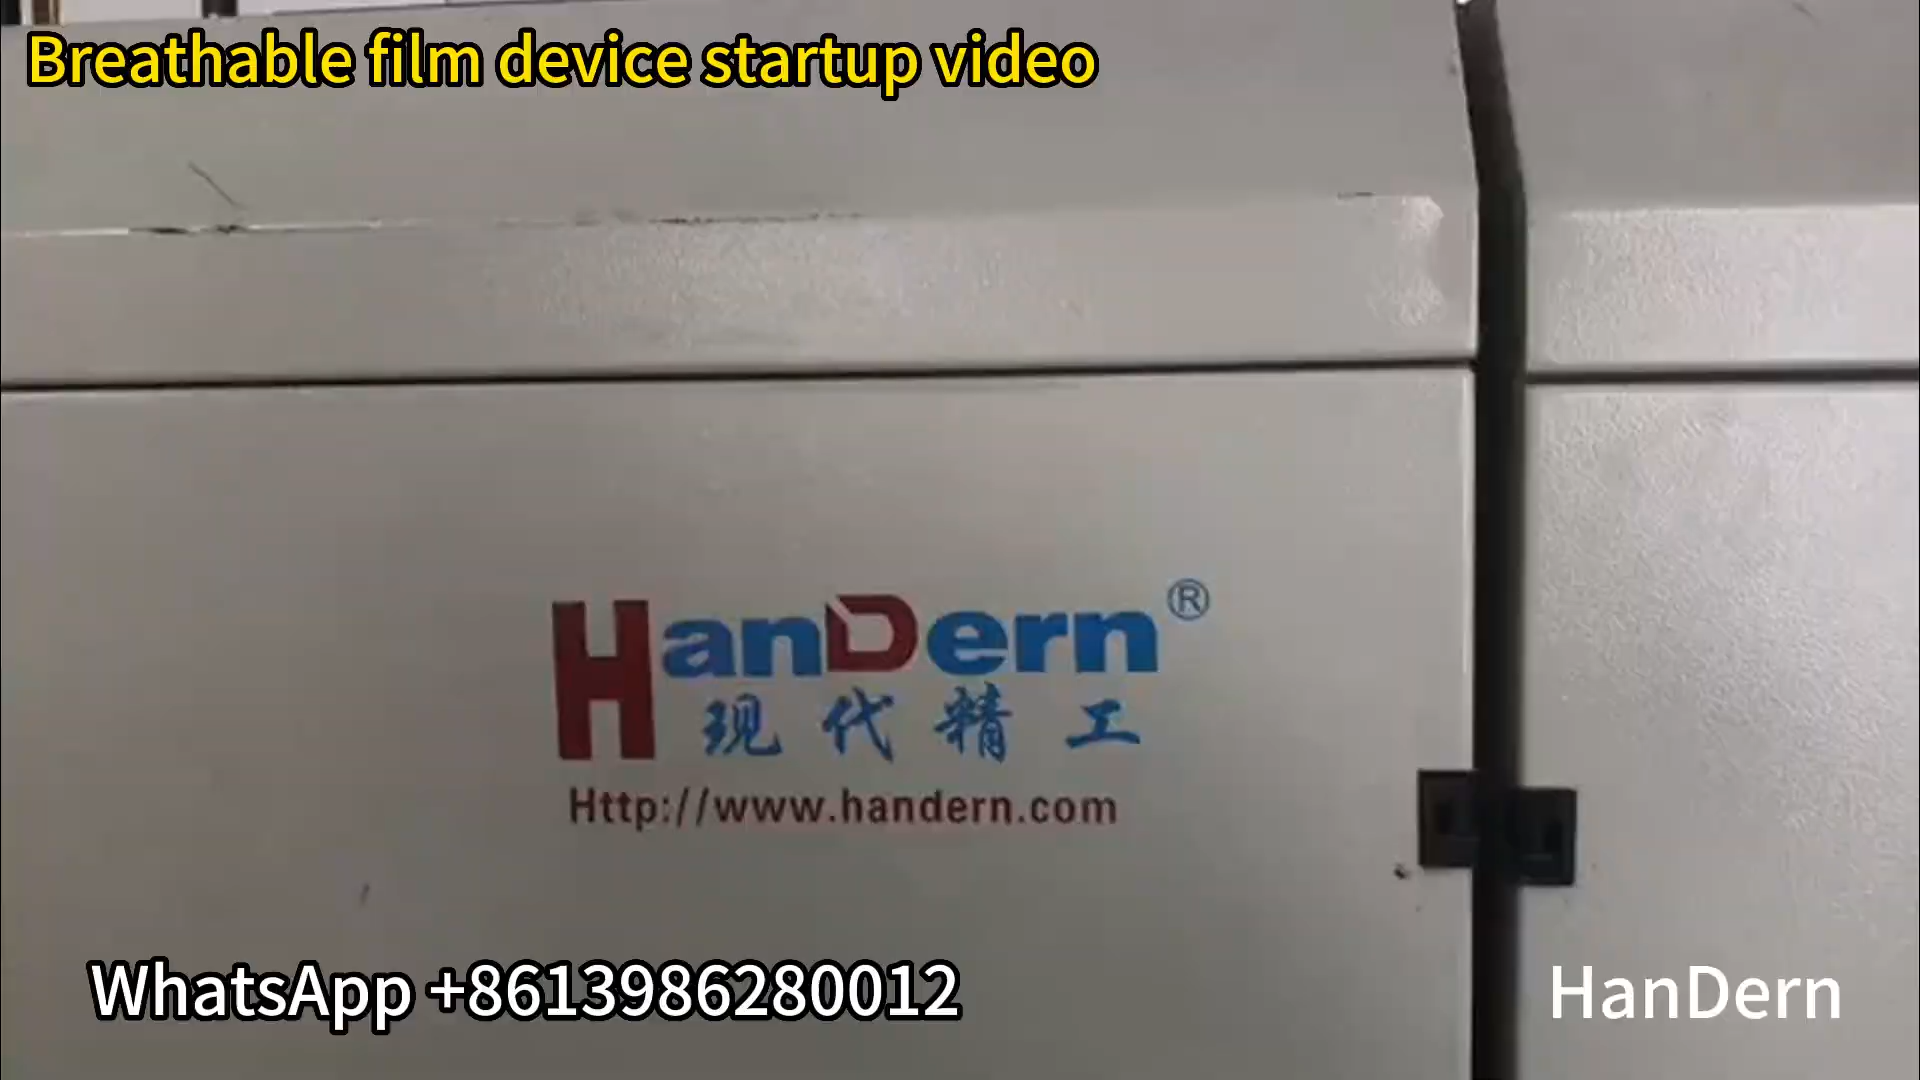 Breathable film device startup video
HanDern®
现代精工
Http://www.handern.com
WhatsApp +8613986280012
HanDern